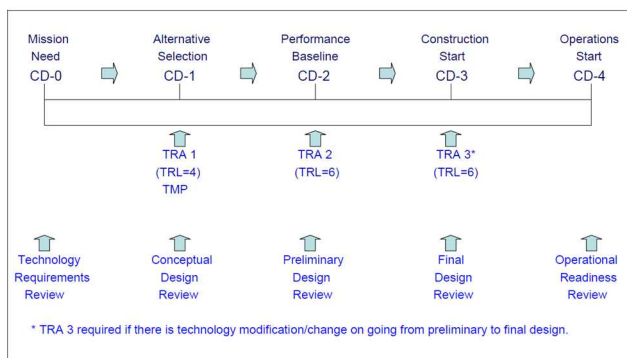 Mission Need CD-0
Alternative Selection CD-1
Performance Baseline CD-2
Construction Start CD-3
Operations Start CD-4
TRA 1 (TRL=4) TMP
TRA 2 (TRL=6)
TRA 3* (TRL=6)
Technology Requirements Review
Conceptual Design Review
Preliminary Design Review
Final Design Review
Operational Readiness Review
* TRA 3 required if there is technology modification/change on going from preliminary to final design.